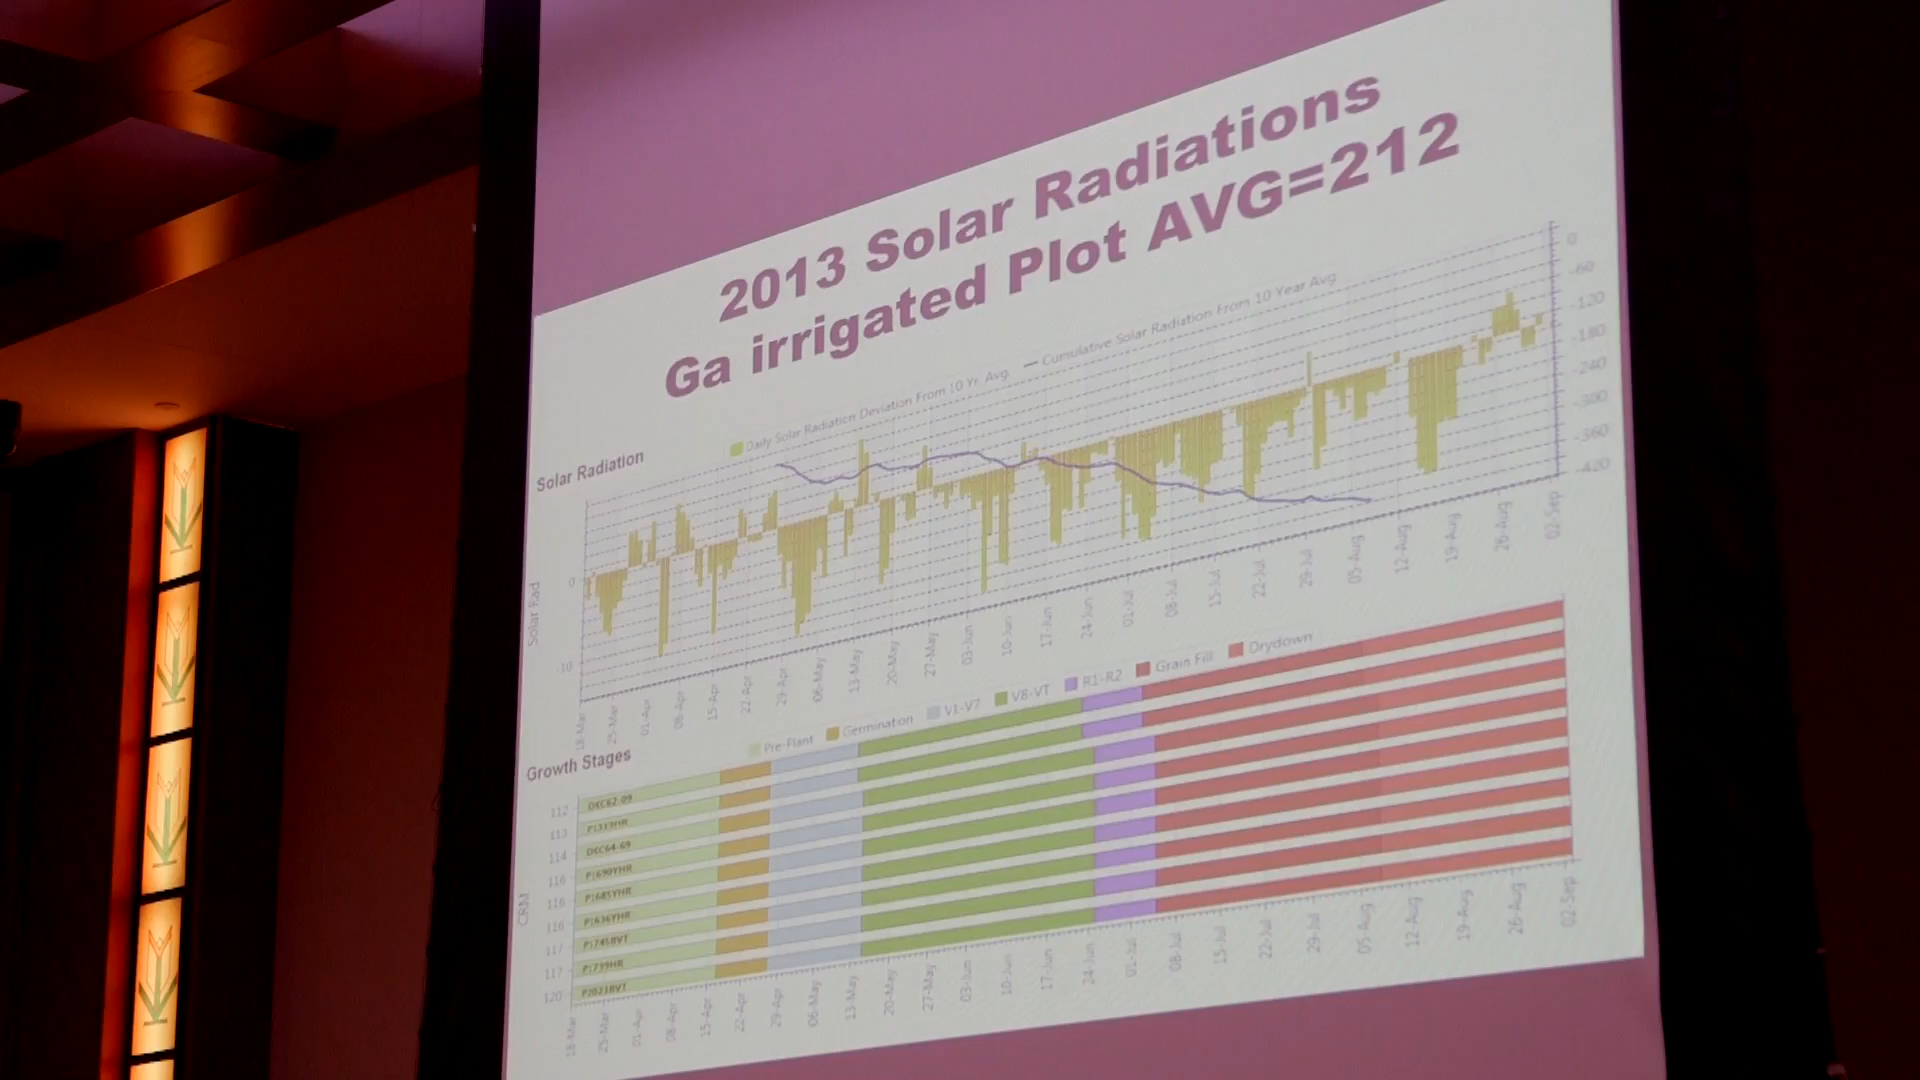 2013 Solar Radiations
Ga irrigated Plot AVG=212
Daily Solar Radiation Deviation From 10 Yr. Avg.
Cumulative Solar Radiation From 10 Year Avg
Solar Radiation
Solar Rad
0
-10
0
-60
-120
-180
-240
-300
-360
-420
18-Mar
25-Mar
01-Apr
08-Apr
15-Apr
22-Apr
29-Apr
06-May
13-May
20-May
27-May
03-Jun
10-Jun
17-Jun
24-Jun
01-Jul
08-Jul
15-Jul
22-Jul
29-Jul
05-Aug
12-Aug
19-Aug
26-Aug
02-Sep
Growth Stages
Pre-Plant
Germination
V1-V7
V8-VT
R1-R2
Grain Fill
Drydown
CRM
112 DKC62-09
113 P1319HR
114 DKC64-69
116 P1690YHR
116 P1685YHR
116 P1636YHR
117 P1745RVT
117 P1739HR
120 P2023RVT
18-Mar
25-Mar
01-Apr
08-Apr
15-Apr
22-Apr
29-Apr
06-May
13-May
20-May
27-May
03-Jun
10-Jun
17-Jun
24-Jun
01-Jul
08-Jul
15-Jul
22-Jul
29-Jul
05-Aug
12-Aug
19-Aug
26-Aug
02-Sep